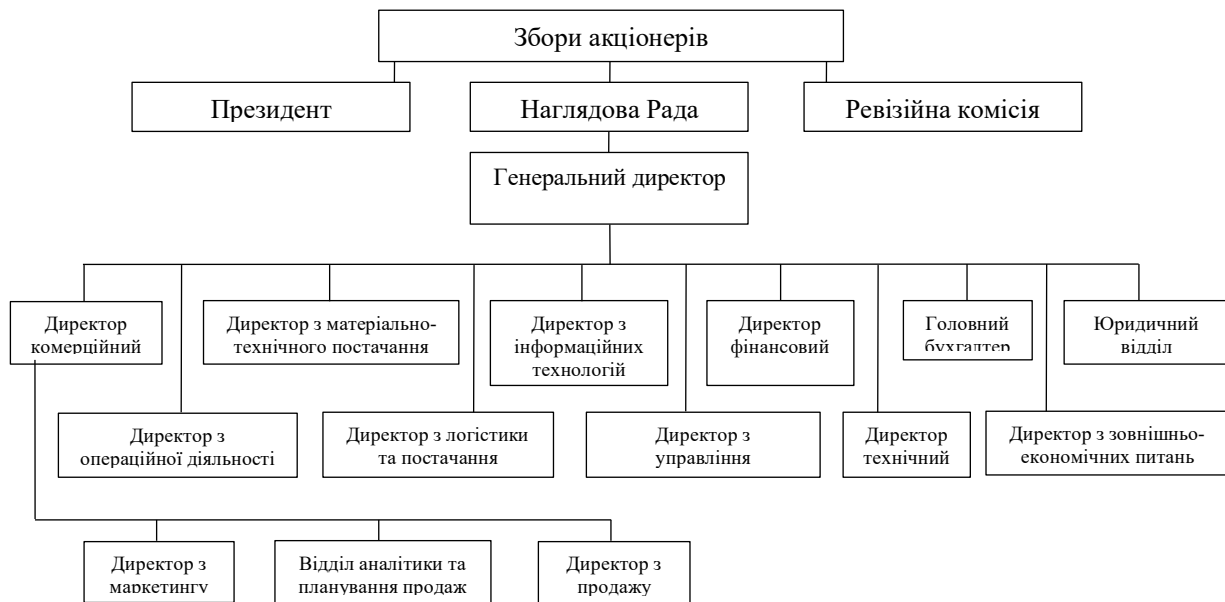 Збори акціонерів
Президент
Наглядова Рада
Ревізійна комісія
Генеральний директор
Директор
комерційний
Директор з матеріально-
технічного постачання
Директор з
інформаційних
технологій
Директор
фінансовий
Головний
бухгалтер
Юридичний
відділ
Директор з
операційної діяльності
Директор з логістики
та постачання
Директор з
управління
Директор
технічний
Директор з зовнішньо-
економічних питань
Директор з
маркетингу
Відділ аналітики та
планування продаж
Директор з
продажу